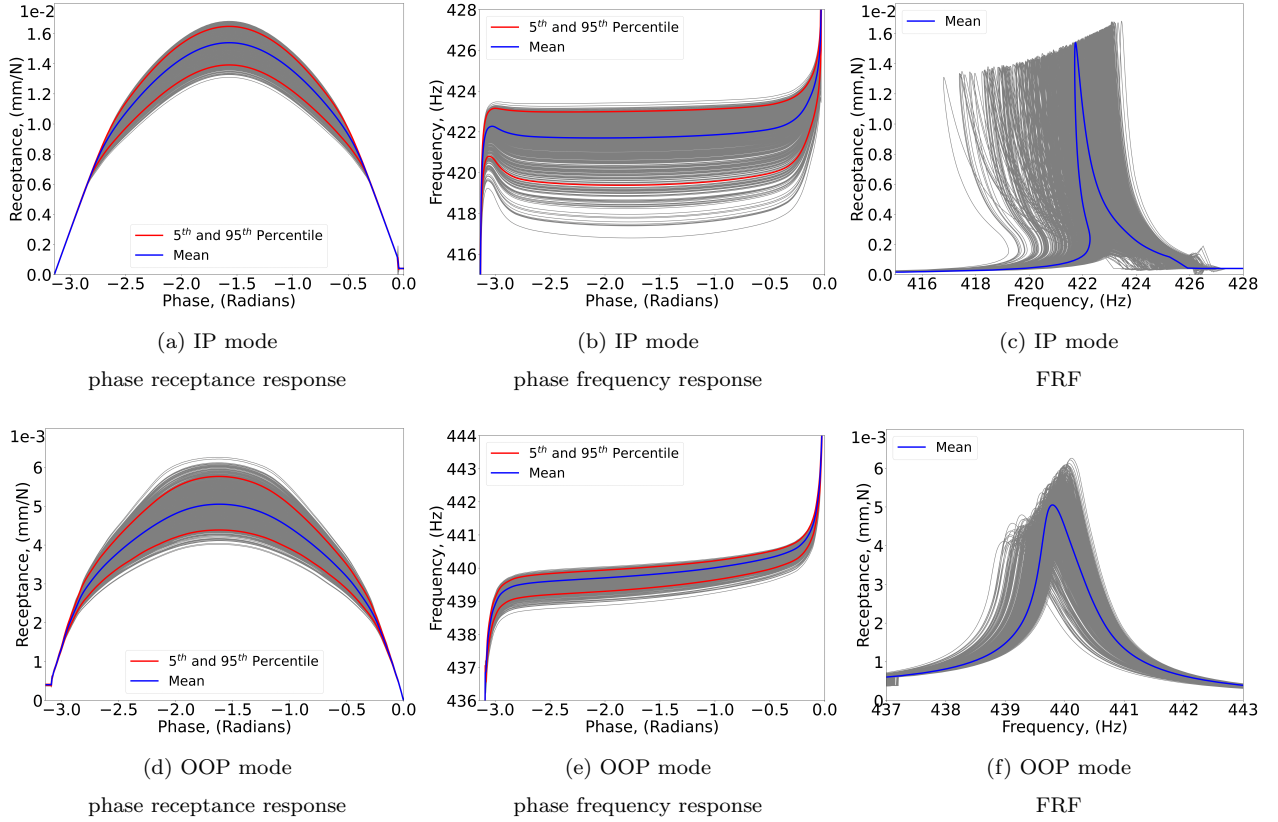 1e-2
1.6
1.4
1.2
1.0
0.8
0.6
0.4
0.2
0.0
Receptance, (mm/N)
5th and 95th Percentile
Mean
−3.0 −2.5 −2.0 −1.5 −1.0 −0.5 0.0
Phase, (Radians)
(a) IP mode
phase receptance response
428
426
424
422
420
418
416
Frequency, (Hz)
5th and 95th Percentile
Mean
−3.0 −2.5 −2.0 −1.5 −1.0 −0.5 0.0
Phase, (Radians)
(b) IP mode
phase frequency response
1e-2
1.6
1.4
1.2
1.0
0.8
0.6
0.4
0.2
0.0
Receptance, (mm,N)
Mean
416 418 420 422 424 426 428
Frequency, (Hz)
(c) IP mode
FRF
1e-3
6
5
4
3
2
1
0
Receptance, (mm/N)
5th and 95th Percentile
Mean
−3.0 −2.5 −2.0 −1.5 −1.0 −0.5 0.0
Phase, (Radians)
(d) OOP mode
phase receptance response
444
443
442
441
440
439
438
437
436
Frequency, (Hz)
5th and 95th Percentile
Mean
−3.0 −2.5 −2.0 −1.5 −1.0 −0.5 0.0
Phase, (Radians)
(e) OOP mode
phase frequency response
1e-3
6
5
4
3
2
1
0
Receptance, (mm,N)
Mean
437 438 439 440 441 442 443
Frequency, (Hz)
(f) OOP mode
FRF